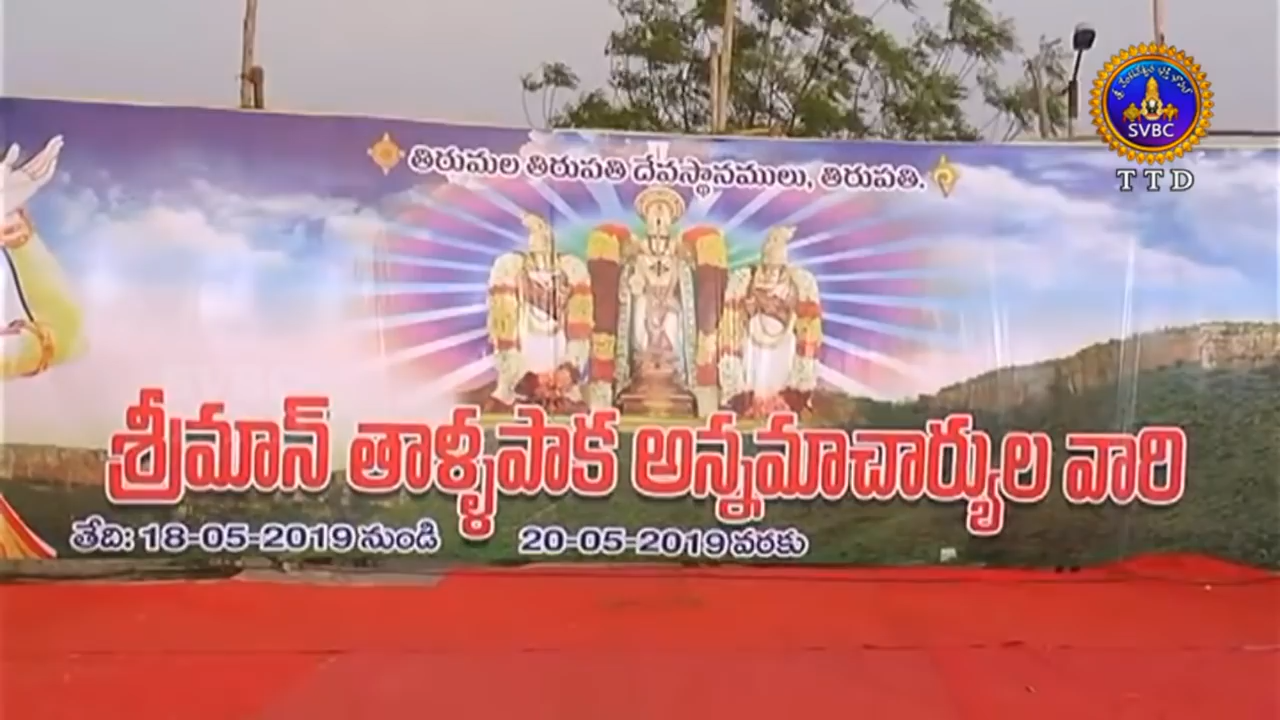 తిరుమల తిరుపతి దేవస్థానములు, తిరుపతి.
SVBC
TTD
శ్రీమాన్ తాళ్ళపాక అన్నమాచార్యుల వారి
తేది: 18-05-2019 నుండి 20-05-2019 వరకు